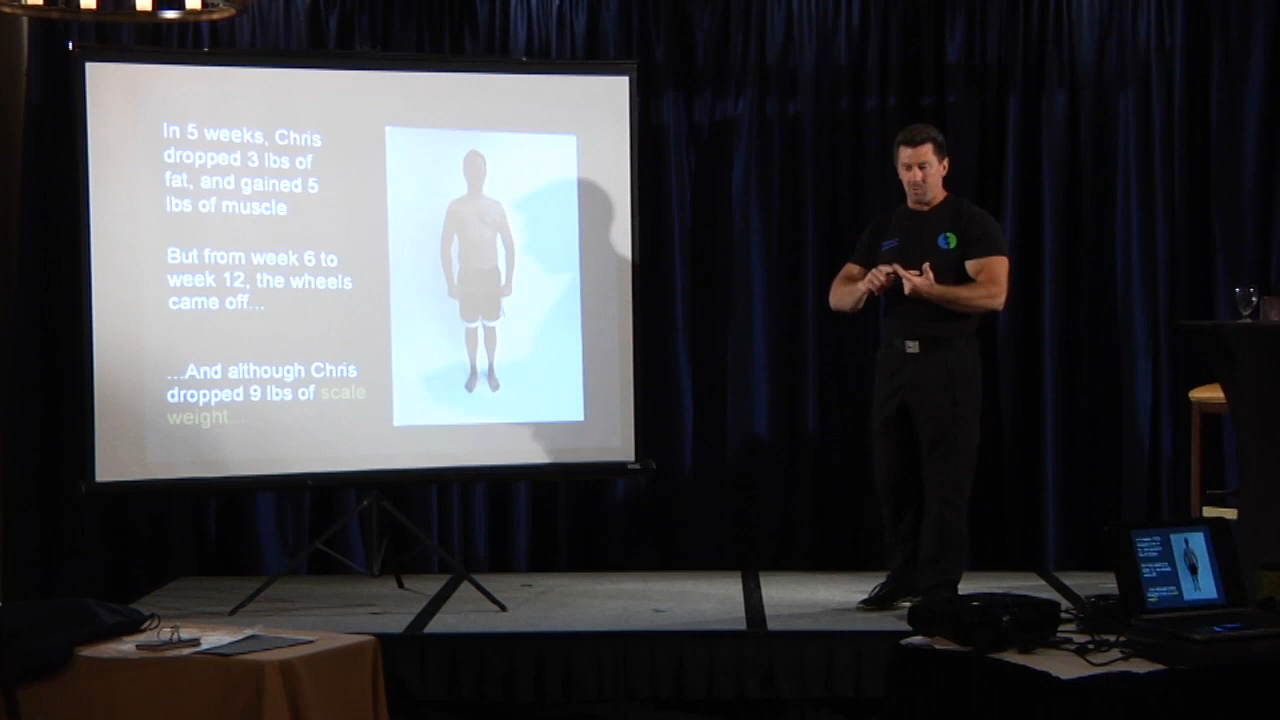 In 5 weeks, Chris
dropped 3 lbs of
fat, and gained 5
lbs of muscle
But from week 6 to
week 12, the wheels
came off...
...And although Chris
dropped 9 lbs of scale
weight...